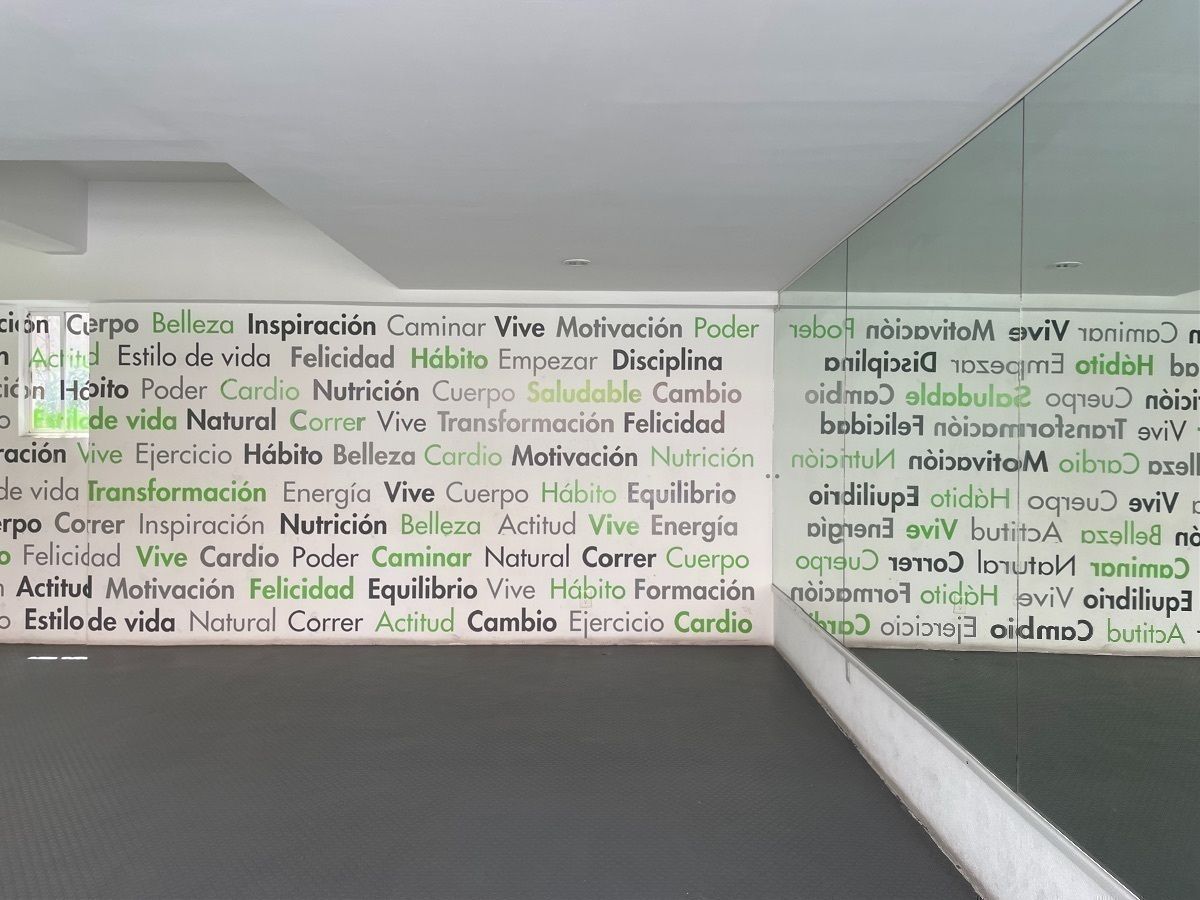 Cuerpo Belleza Inspiración Caminar Vive Motivación Poder
Actitud Estilo de vida Felicidad Hábito Empezar Disciplina
Hábito Poder Cardio Nutrición Cuerpo Saludable Cambio
de vida Natural Correr Vive Transformación Felicidad
Vive Ejercicio Hábito Belleza Cardio Motivación Nutrición
de vida Transformación Energía Vive Cuerpo Hábito Equilibrio
Correr Inspiración Nutrición Belleza Actitud Vive Energía
Felicidad Vive Cardio Poder Caminar Natural Correr Cuerpo
Actitud Motivación Felicidad Equilibrio Vive Hábito Formación
Estilo de vida Natural Correr Actitud Cambio Ejercicio Cardio